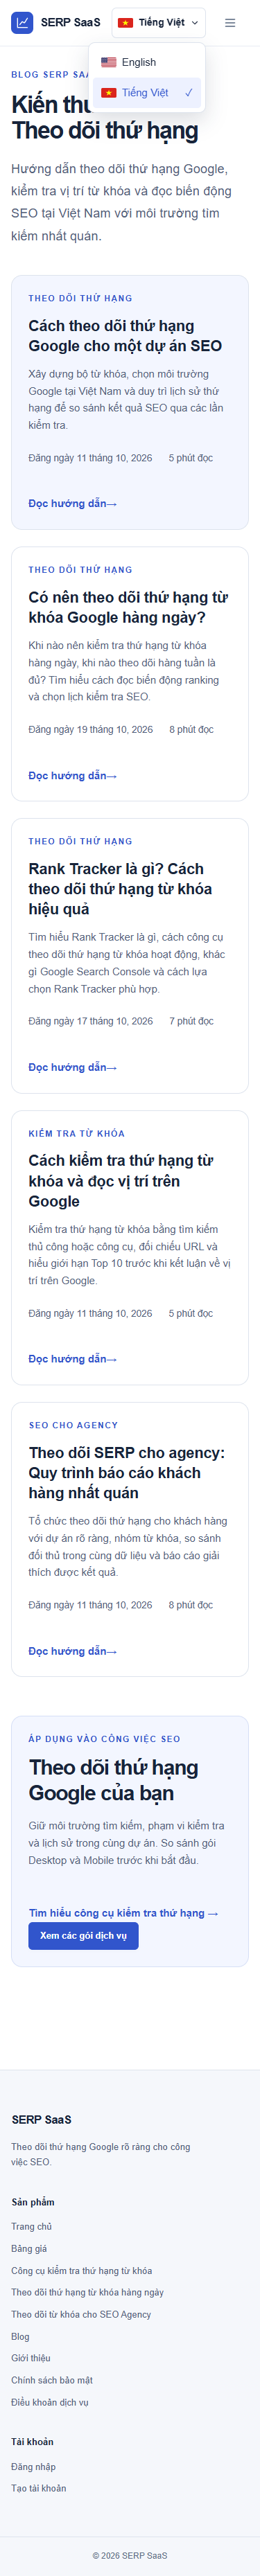 SERP SaaS
Tiếng Việt
English
Tiếng Việt
BLOG SERP SAA
Kiến thứ
Theo dõi thứ hạng
Hướng dẫn theo dõi thứ hạng Google,
kiểm tra vị trí từ khóa và đọc biến động
SEO tại Việt Nam với môi trường tìm
kiếm nhất quán.
THEO DÕI THỨ HẠNG
Cách theo dõi thứ hạng
Google cho một dự án SEO
Xây dựng bộ từ khóa, chọn môi trường
Google tại Việt Nam và duy trì lịch sử thứ
hạng để so sánh kết quả SEO qua các lần
kiểm tra.
Đăng ngày 11 tháng 10, 2026 5 phút đọc
Đọc hướng dẫn→
THEO DÕI THỨ HẠNG
Có nên theo dõi thứ hạng từ
khóa Google hàng ngày?
Khi nào nên kiểm tra thứ hạng từ khóa
hàng ngày, khi nào theo dõi hàng tuần là
đủ? Tìm hiểu cách đọc biến động ranking
và chọn lịch kiểm tra SEO.
Đăng ngày 19 tháng 10, 2026 8 phút đọc
Đọc hướng dẫn→
THEO DÕI THỨ HẠNG
Rank Tracker là gì? Cách
theo dõi thứ hạng từ khóa
hiệu quả
Tìm hiểu Rank Tracker là gì, cách công cụ
theo dõi thứ hạng từ khóa hoạt động, khác
gì Google Search Console và cách lựa
chọn Rank Tracker phù hợp.
Đăng ngày 17 tháng 10, 2026 7 phút đọc
Đọc hướng dẫn→
KIỂM TRA TỪ KHÓA
Cách kiểm tra thứ hạng từ
khóa và đọc vị trí trên
Google
Kiểm tra thứ hạng từ khóa bằng tìm kiếm
thủ công hoặc công cụ, đối chiếu URL và
hiểu giới hạn Top 10 trước khi kết luận về vị
trí trên Google.
Đăng ngày 11 tháng 10, 2026 5 phút đọc
Đọc hướng dẫn→
SEO CHO AGENCY
Theo dõi SERP cho agency:
Quy trình báo cáo khách
hàng nhất quán
Tổ chức theo dõi thứ hạng cho khách hàng
với dự án rõ ràng, nhóm từ khóa, so sánh
đối thủ trong cùng dữ liệu và báo cáo giải
thích được kết quả.
Đăng ngày 11 tháng 10, 2026 8 phút đọc
Đọc hướng dẫn→
ÁP DỤNG VÀO CÔNG VIỆC SEO
Theo dõi thứ hạng
Google của bạn
Giữ môi trường tìm kiếm, phạm vi kiểm tra
và lịch sử trong cùng dự án. So sánh gói
Desktop và Mobile trước khi bắt đầu.
Tìm hiểu công cụ kiểm tra thứ hạng →
Xem các gói dịch vụ
SERP SaaS
Theo dõi thứ hạng Google rõ ràng cho công
việc SEO.
Sản phẩm
Trang chủ
Bảng giá
Công cụ kiểm tra thứ hạng từ khóa
Theo dõi thứ hạng từ khóa hàng ngày
Theo dõi từ khóa cho SEO Agency
Blog
Giới thiệu
Chính sách bảo mật
Điều khoản dịch vụ
Tài khoản
Đăng nhập
Tạo tài khoản
© 2026 SERP SaaS